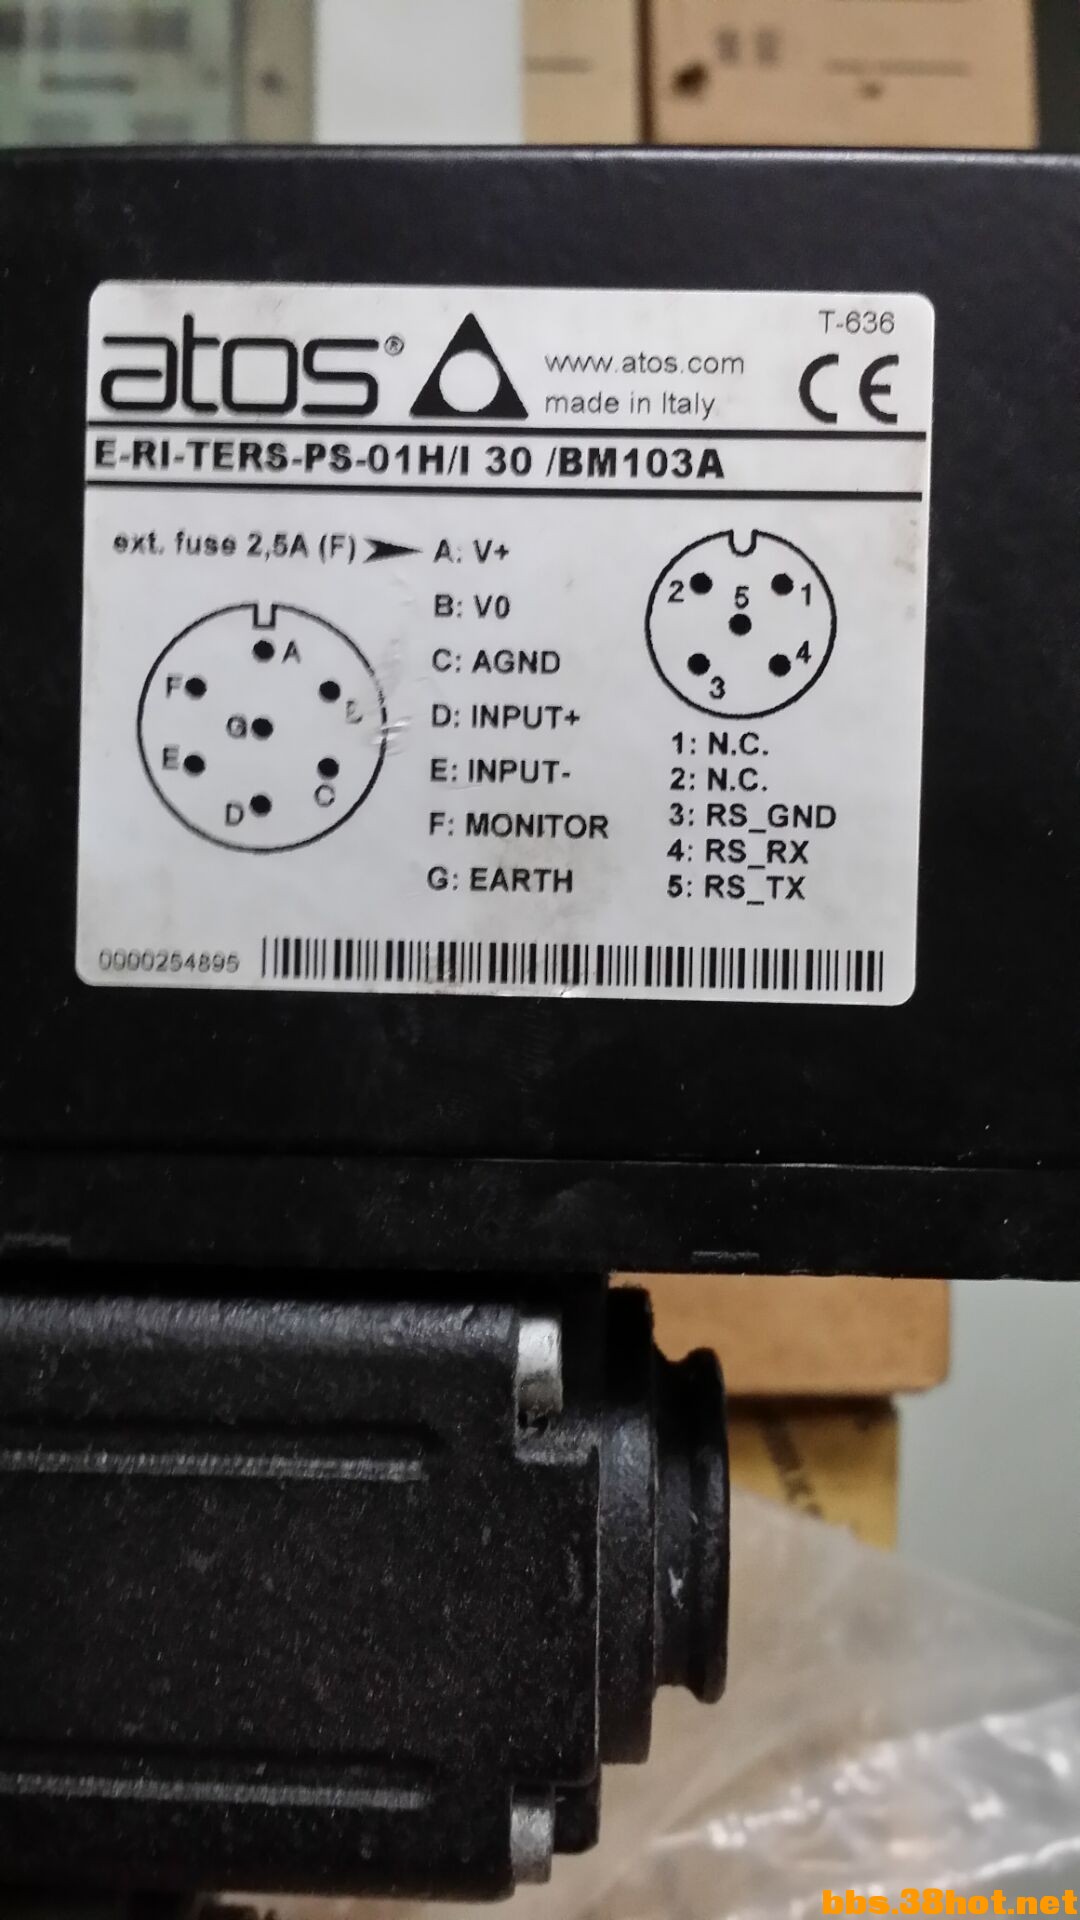 T-636
atos®
www.atos.com
made in Italy
CE
E-RI-TERS-PS-01H/I 30 /BM103A
ext. fuse 2,5A (F)
A: V+
B: V0
C: AGND
D: INPUT+
E: INPUT-
F: MONITOR
G: EARTH
A
F
G
E
C
D
2
5
1
4
3
1: N.C.
2: N.C.
3: RS_GND
4: RS_RX
5: RS_TX
0000254895
bbs.38hot.net